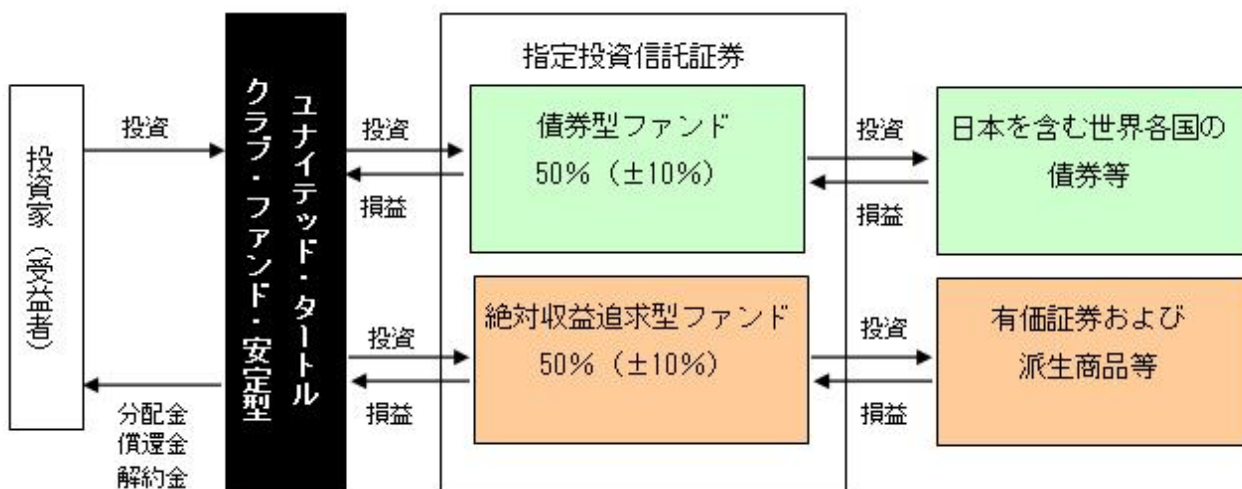 投資家（受益者）
投資
分配金
償還金
解約金
ユナイテッド・タートル
クラブ・ファンド・安定型
投資
損益
投資
損益
指定投資信託証券
債券型ファンド
50%（±10%）
絶対収益追求型ファンド
50%（±10%）
投資
損益
投資
損益
日本を含む世界各国の
債券等
有価証券および
派生商品等